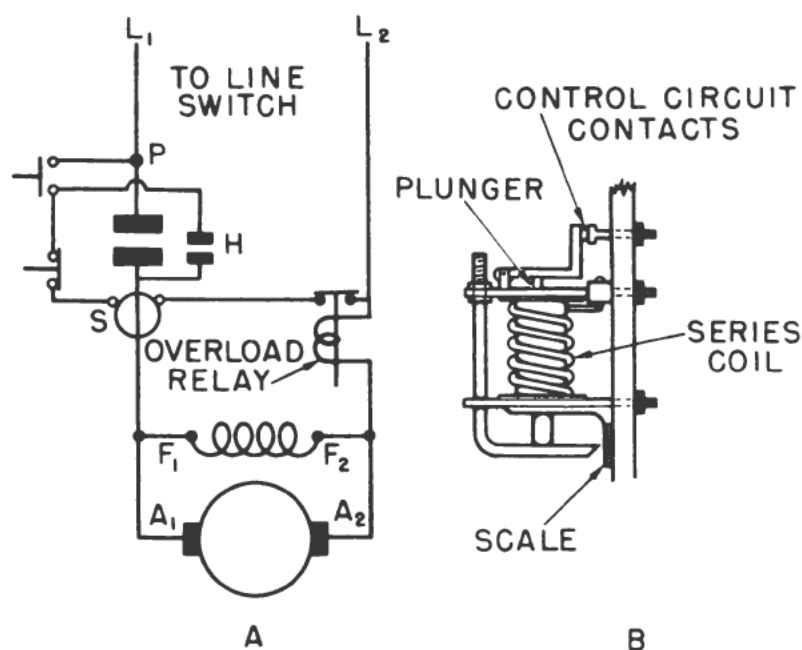 L₁
L₂
TO LINE
SWITCH
P
H
S
OVERLOAD
RELAY
F₁
F₂
A₁
A₂
A
CONTROL CIRCUIT
CONTACTS
PLUNGER
SERIES
COIL
SCALE
B